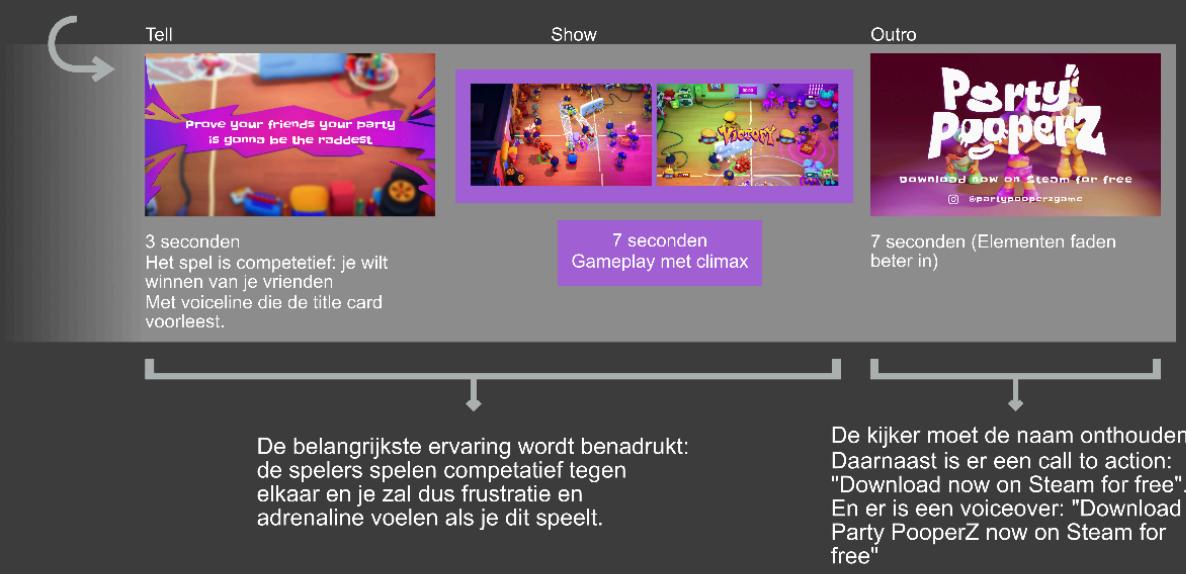 Tell
Show
Outro
Prove your friends your party
is gonna be the raddest
Victory
Party
PooperZ
Download now on Steam for free
@partypooperzgame
3 seconden
Het spel is competetief: je wilt
winnen van je vrienden
Met voiceline die de title card
voorleest.
7 seconden
Gameplay met climax
7 seconden (Elementen faden
beter in)
De belangrijkste ervaring wordt benadrukt:
de spelers spelen competatief tegen
elkaar en je zal dus frustratie en
adrenaline voelen als je dit speelt.
De kijker moet de naam onthouden
Daarnaast is er een call to action:
"Download now on Steam for free".
En er is een voiceover: "Download
Party PooperZ now on Steam for
free"